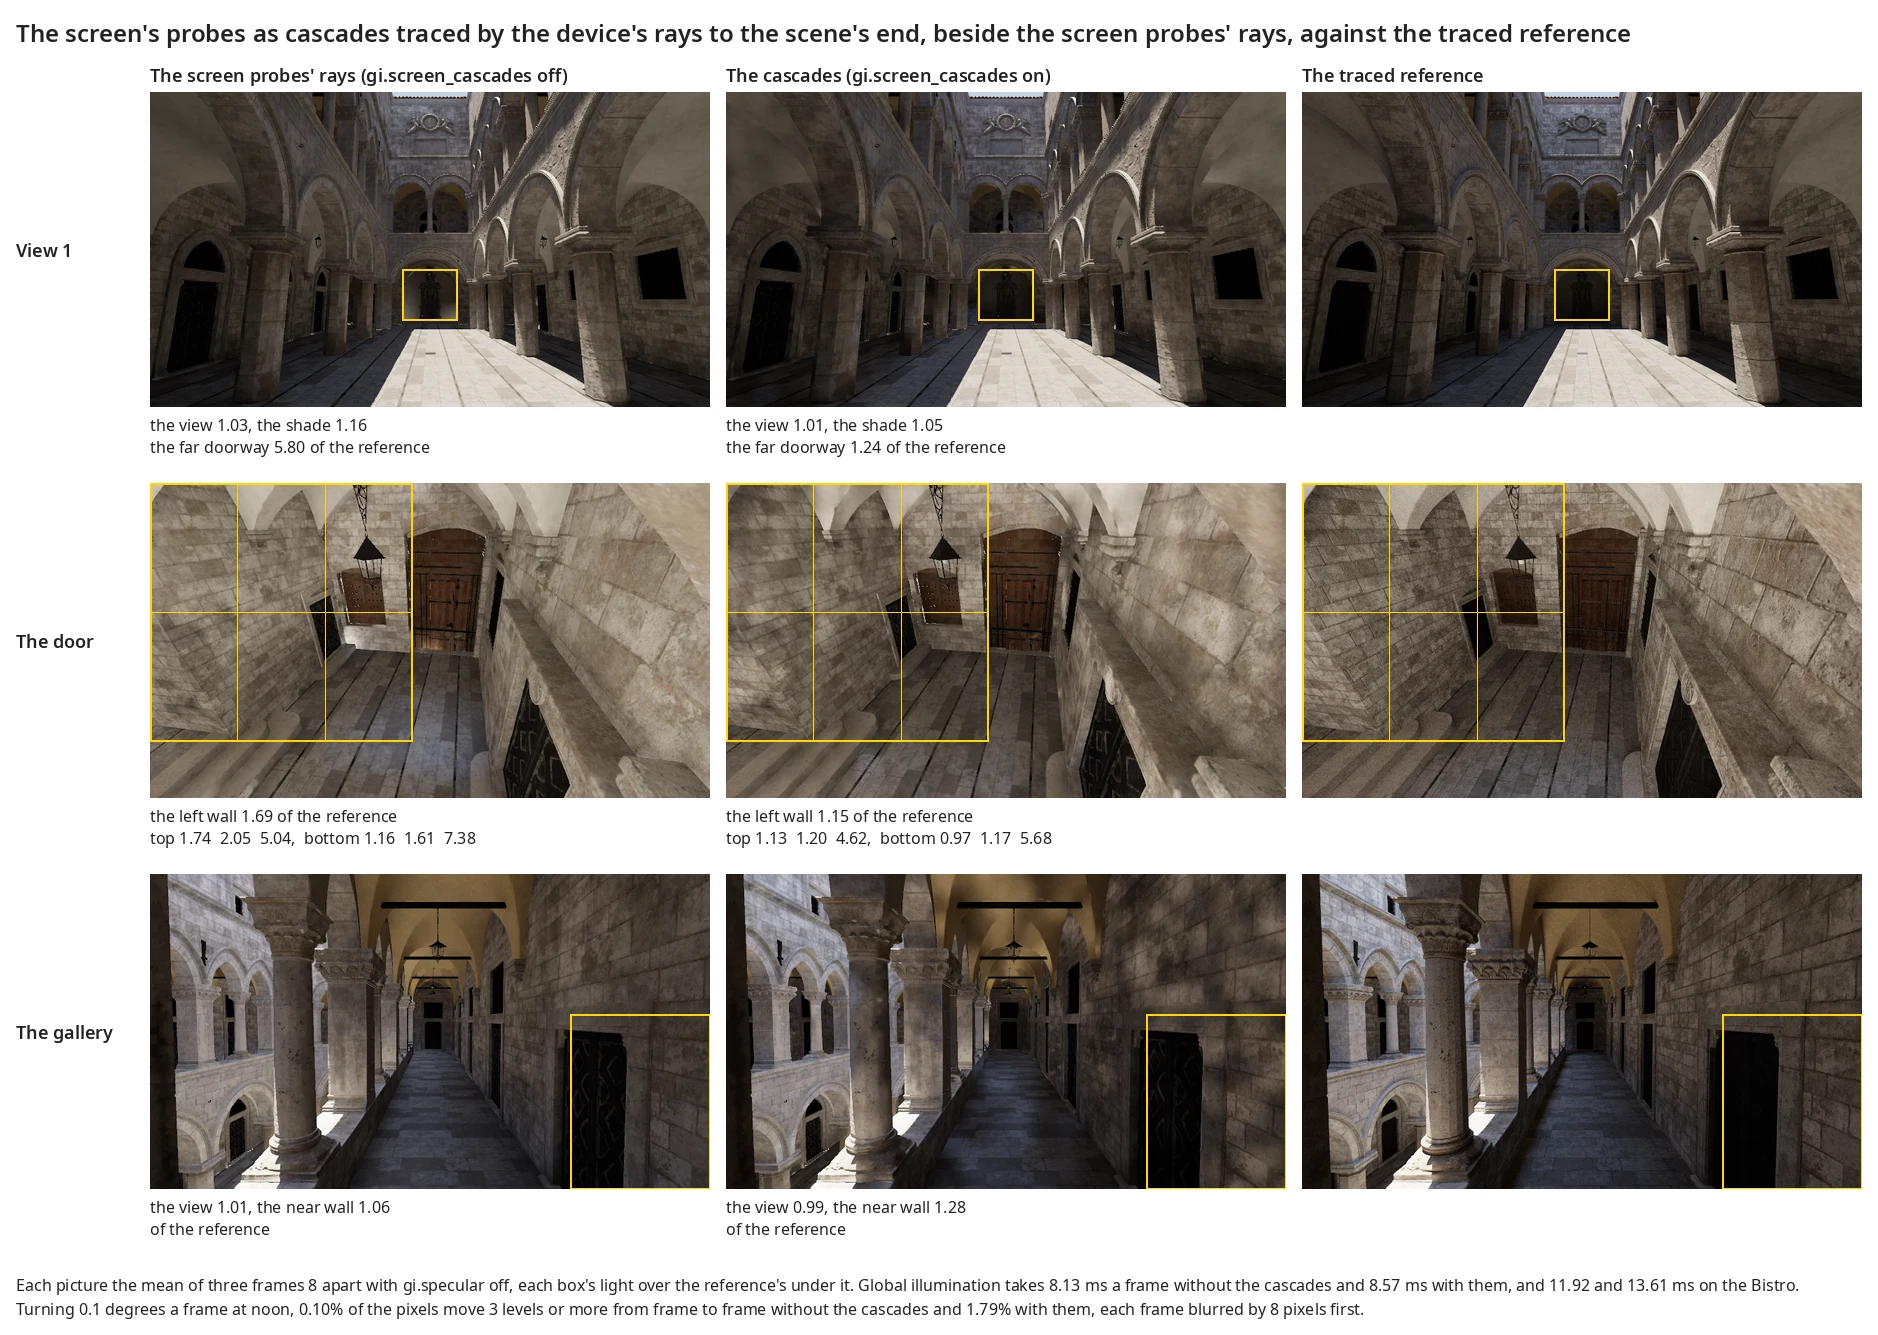 The screen's probes as cascades traced by the device's rays to the scene's end, beside the screen probes' rays, against the traced reference
The screen probes' rays (gi.screen_cascades off)
The cascades (gi.screen_cascades on)
The traced reference
View 1
the view 1.03, the shade 1.16
the far doorway 5.80 of the reference
the view 1.01, the shade 1.05
the far doorway 1.24 of the reference
The door
the left wall 1.69 of the reference
top 1.74 2.05 5.04, bottom 1.16 1.61 7.38
the left wall 1.15 of the reference
top 1.13 1.20 4.62, bottom 0.97 1.17 5.68
The gallery
the view 1.01, the near wall 1.06
of the reference
the view 0.99, the near wall 1.28
of the reference
Each picture the mean of three frames 8 apart with gi.specular off, each box's light over the reference's under it. Global illumination takes 8.13 ms a frame without the cascades and 8.57 ms with them, and 11.92 and 13.61 ms on the Bistro.
Turning 0.1 degrees a frame at noon, 0.10% of the pixels move 3 levels or more from frame to frame without the cascades and 1.79% with them, each frame blurred by 8 pixels first.